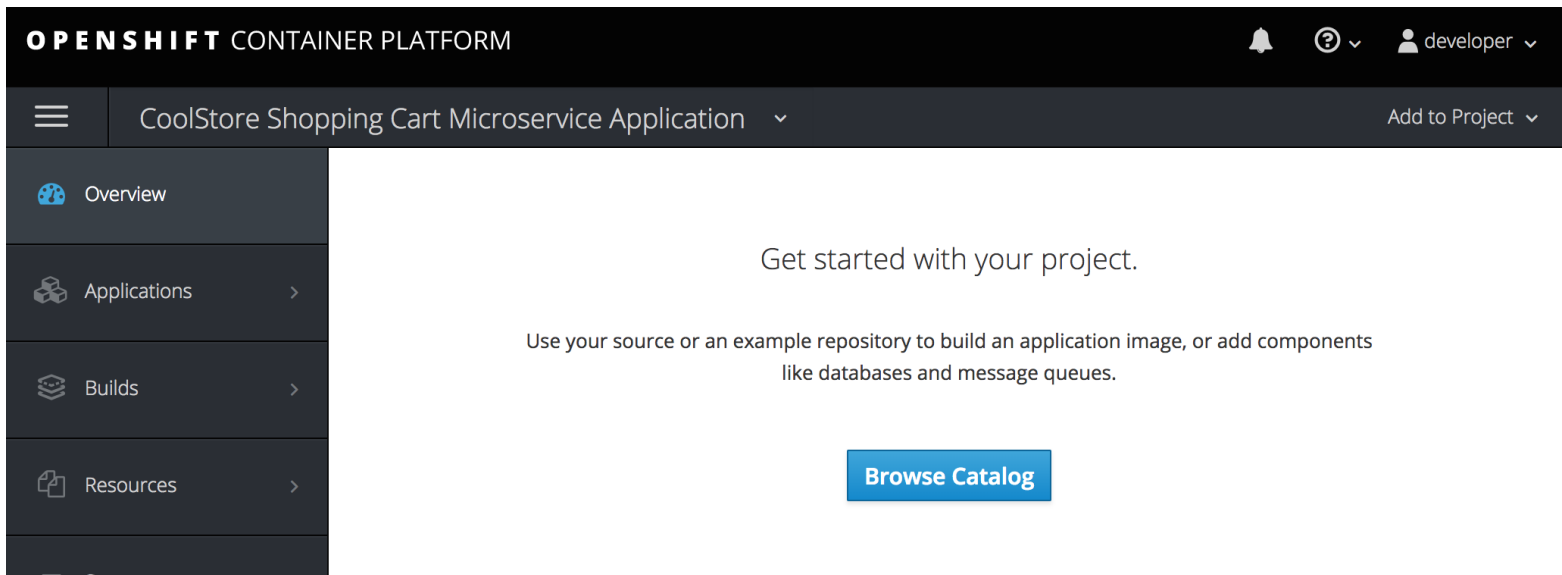 OPENSHIFT CONTAINER PLATFORM
developer
CoolStore Shopping Cart Microservice Application
Add to Project
Overview
Applications
Builds
Resources
Get started with your project.
Use your source or an example repository to build an application image, or add components
like databases and message queues.
Browse Catalog